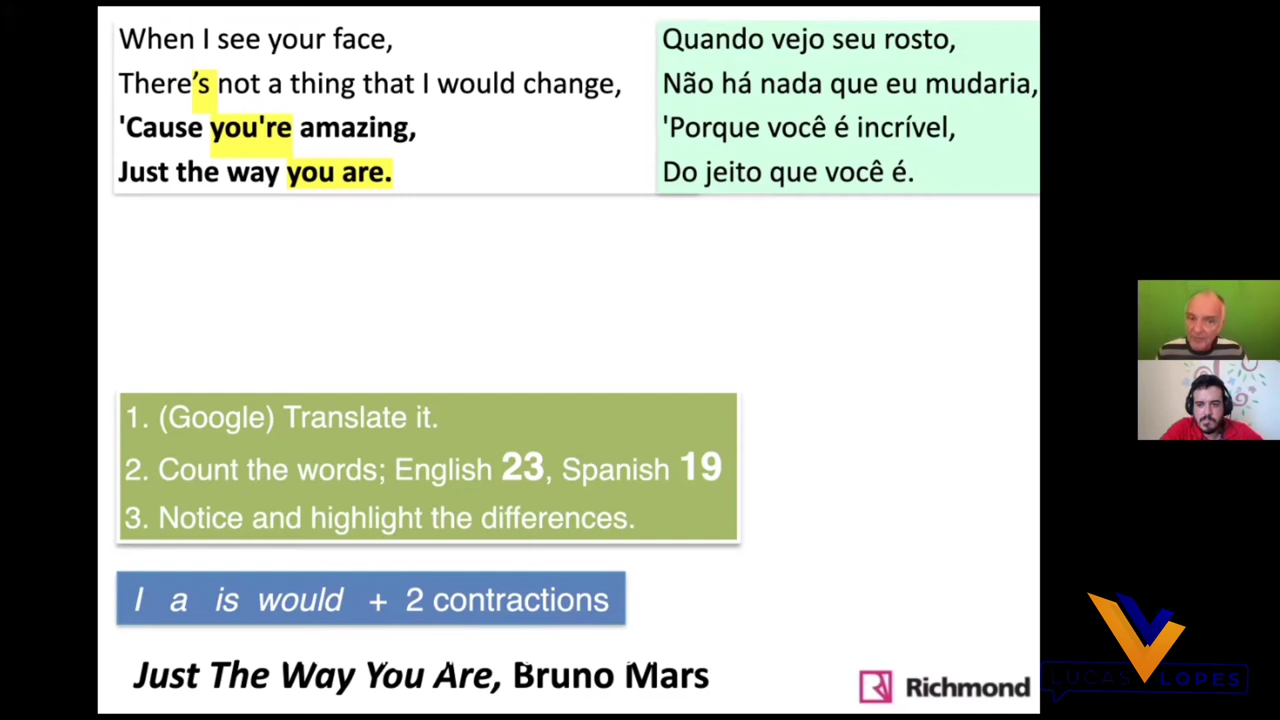 When I see your face,
There's not a thing that I would change,
'Cause you're amazing,
Just the way you are.
Quando vejo seu rosto,
Não há nada que eu mudaria,
'Porque você é incrível,
Do jeito que você é.
1. (Google) Translate it.
2. Count the words; English 23, Spanish 19
3. Notice and highlight the differences.
I a is would + 2 contractions
Just The Way You Are, Bruno Mars
Richmond
LUCAS LOPES